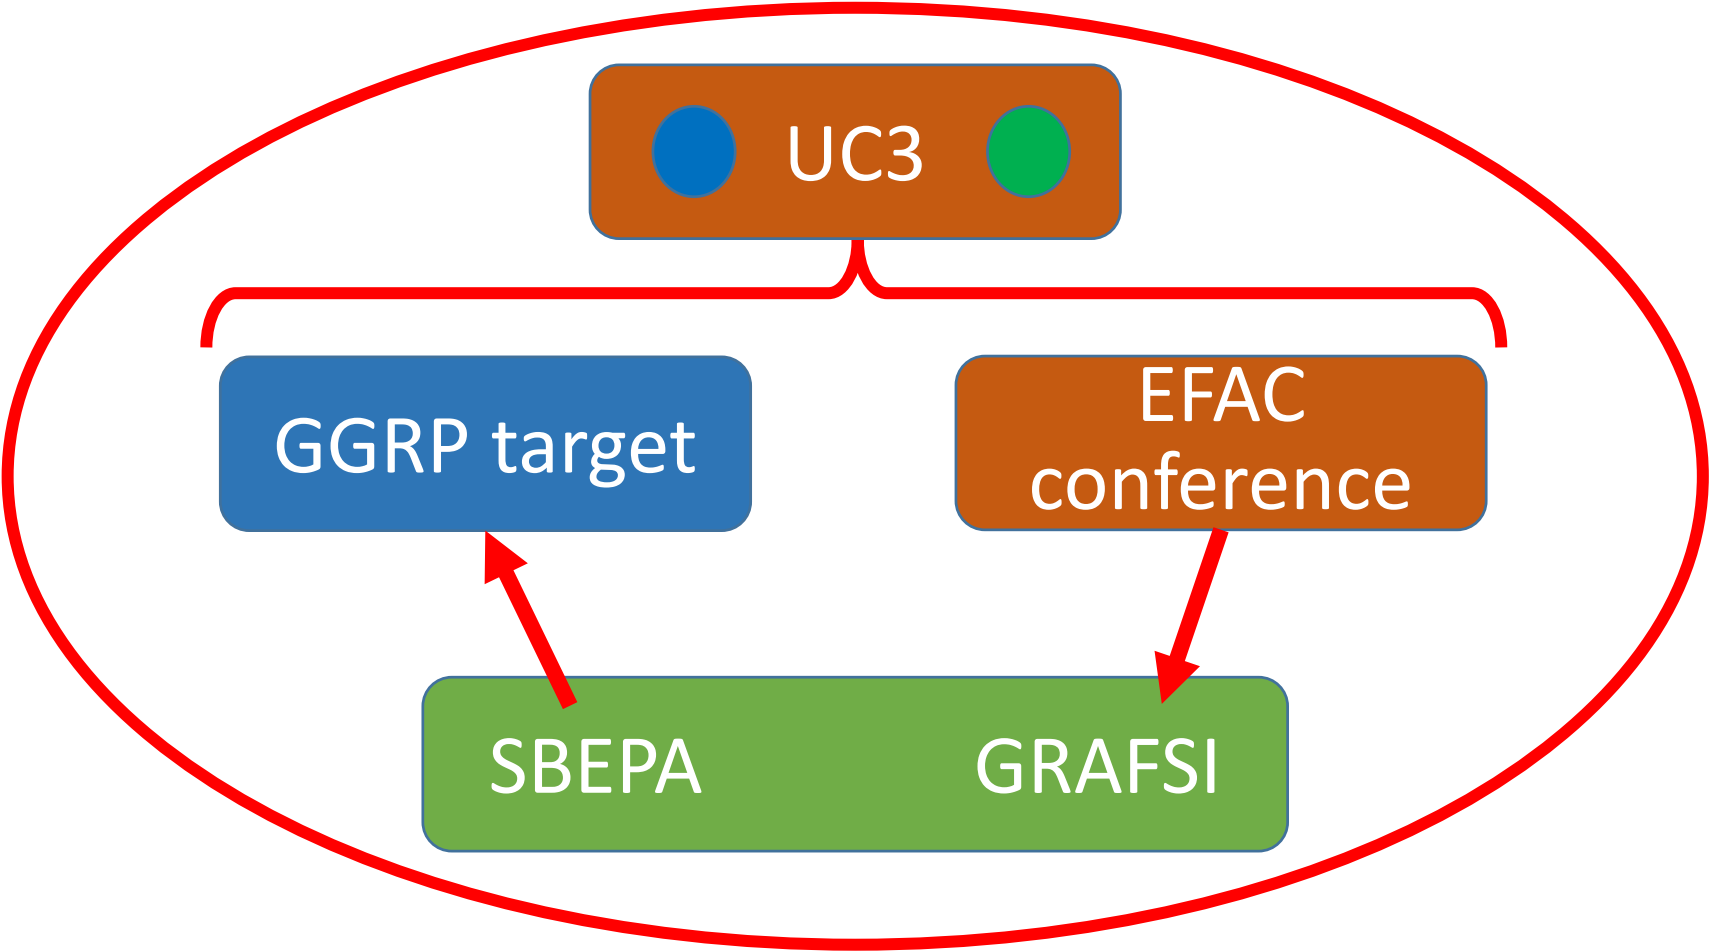 UC3
GGRP target
EFAC
conference
SBEPA
GRAFSI